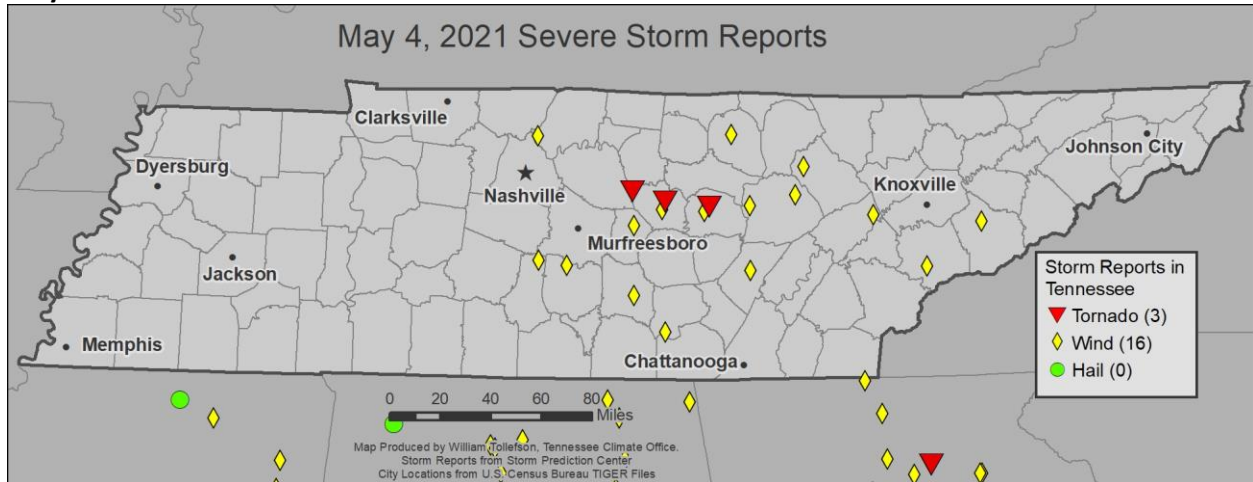 May 4, 2021 Severe Storm Reports
Clarksville
Dyersburg
Johnson City
Nashville
Knoxville
Murfreesboro
Jackson
Memphis
Chattanooga
Storm Reports in
Tennessee
Tornado (3)
Wind (16)
Hail (0)
0 20 40 60 80
Miles
Map Produced by William Tollefson, Tennessee Climate Office.
Storm Reports from Storm Prediction Center
City Locations from U.S. Census Bureau TIGER Files